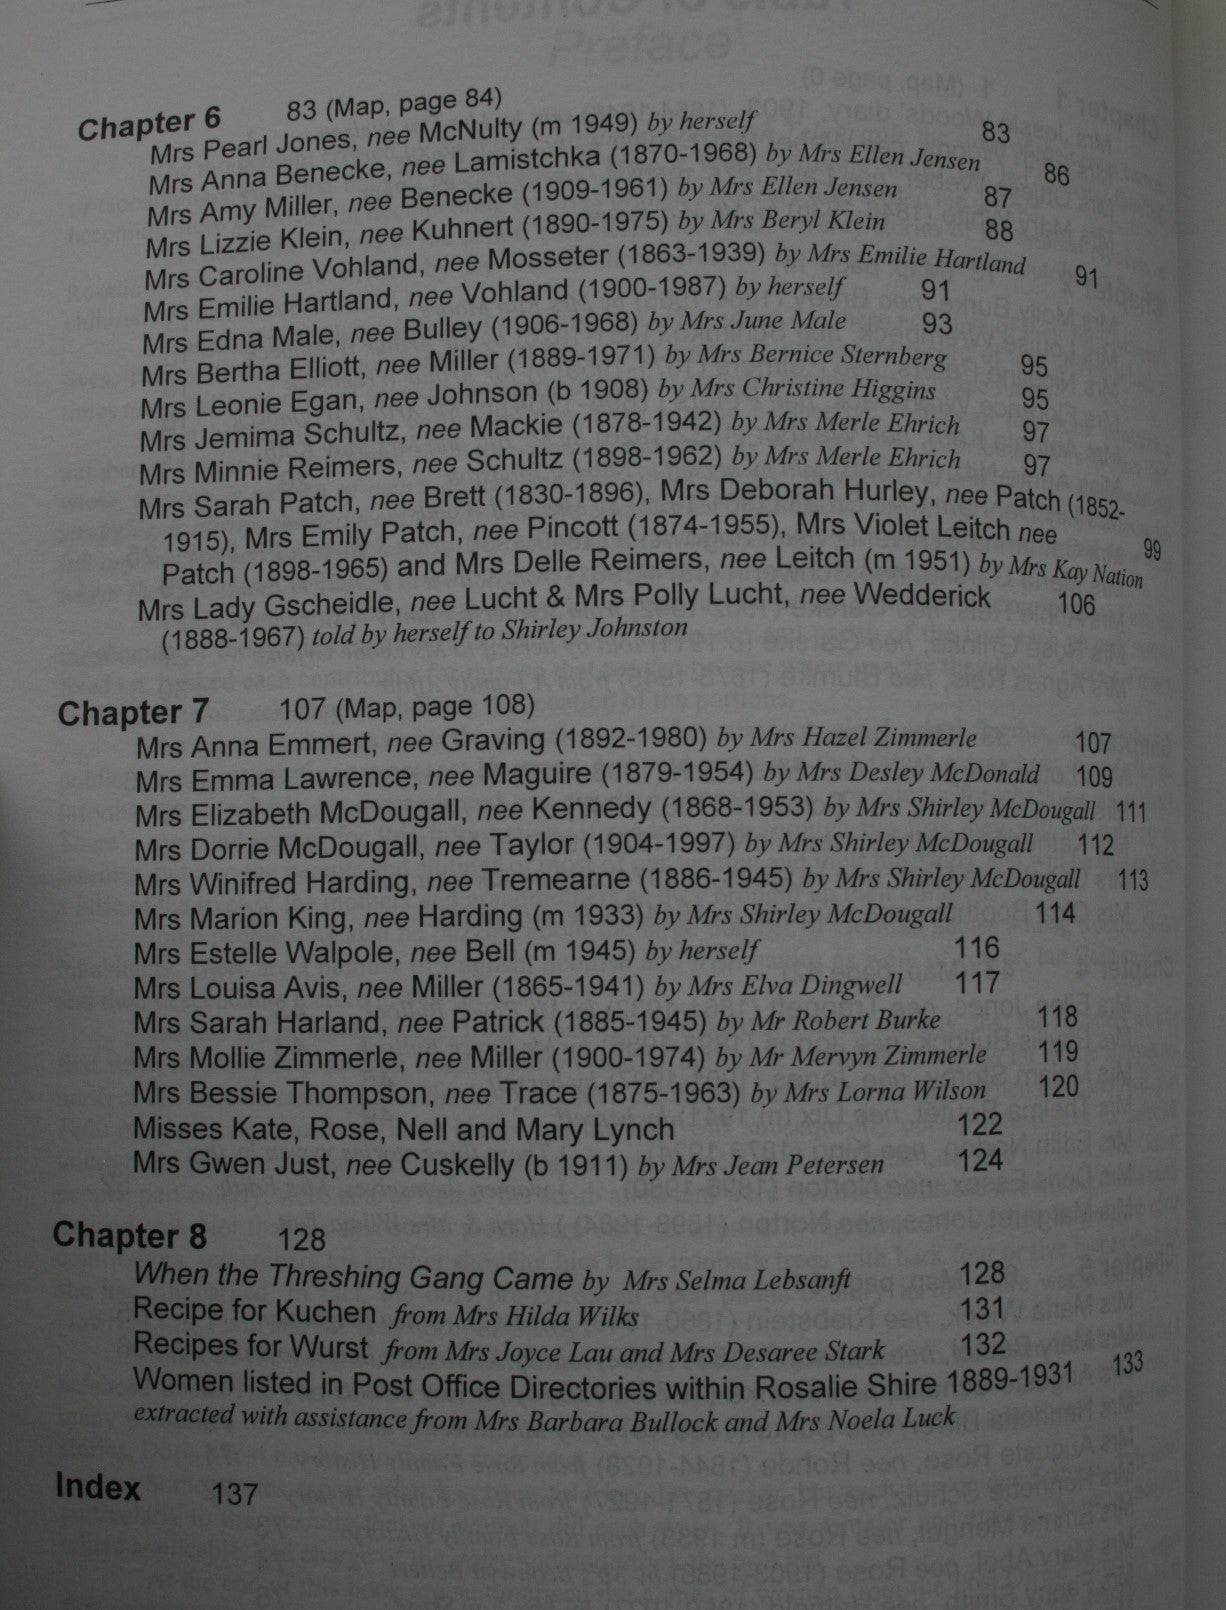 Chapter 6 83 (Map, page 84)
Mrs Pearl Jones, nee McNulty (m 1949) by herself 83
Mrs Anna Benecke, nee Lamistchka (1870-1968) by Mrs Ellen Jensen 86
Mrs Amy Miller, nee Benecke (1909-1961) by Mrs Ellen Jensen 87
Mrs Lizzie Klein, nee Kuhnert (1890-1975) by Mrs Beryl Klein 88
Mrs Caroline Vohland, nee Mosseter (1863-1939) by Mrs Emilie Hartland 91
Mrs Emilie Hartland, nee Vohland (1900-1987) by herself 91
Mrs Edna Male, nee Bulley (1906-1968) by Mrs June Male 93
Mrs Bertha Elliott, nee Miller (1889-1971) by Mrs Bernice Sternberg 95
Mrs Leonie Egan, nee Johnson (b 1908) by Mrs Christine Higgins 95
Mrs Jemima Schultz, nee Mackie (1878-1942) by Mrs Merle Ehrich 97
Mrs Minnie Reimers, nee Schultz (1898-1962) by Mrs Merle Ehrich 97
Mrs Sarah Patch, nee Brett (1830-1896), Mrs Deborah Hurley, nee Patch (1852-
1915), Mrs Emily Patch, nee Pincott (1874-1955), Mrs Violet Leitch nee
Patch (1898-1965) and Mrs Delle Reimers, nee Leitch (m 1951) by Mrs Kay Nation 99
Mrs Lady Gscheidle, nee Lucht & Mrs Polly Lucht, nee Wedderick 106
(1888-1967) told by herself to Shirley Johnston
Chapter 7 107 (Map, page 108)
Mrs Anna Emmert, nee Graving (1892-1980) by Mrs Hazel Zimmerle 107
Mrs Emma Lawrence, nee Maguire (1879-1954) by Mrs Desley McDonald 109
Mrs Elizabeth McDougall, nee Kennedy (1868-1953) by Mrs Shirley McDougall 111
Mrs Dorrie McDougall, nee Taylor (1904-1997) by Mrs Shirley McDougall 112
Mrs Winifred Harding, nee Tremearne (1886-1945) by Mrs Shirley McDougall 113
Mrs Marion King, nee Harding (m 1933) by Mrs Shirley McDougall 114
Mrs Estelle Walpole, nee Bell (m 1945) by herself 116
Mrs Louisa Avis, nee Miller (1865-1941) by Mrs Elva Dingwell 117
Mrs Sarah Harland, nee Patrick (1885-1945) by Mr Robert Burke 118
Mrs Mollie Zimmerle, nee Miller (1900-1974) by Mr Mervyn Zimmerle 119
Mrs Bessie Thompson, nee Trace (1875-1963) by Mrs Lorna Wilson 120
Misses Kate, Rose, Nell and Mary Lynch 122
Mrs Gwen Just, nee Cuskelly (b 1911) by Mrs Jean Petersen 124
Chapter 8 128
When the Threshing Gang Came by Mrs Selma Lebsanft 128
Recipe for Kuchen from Mrs Hilda Wilks 131
Recipes for Wurst from Mrs Joyce Lau and Mrs Desaree Stark 132
Women listed in Post Office Directories within Rosalie Shire 1889-1931 133
extracted with assistance from Mrs Barbara Bullock and Mrs Noela Luck
Index 137